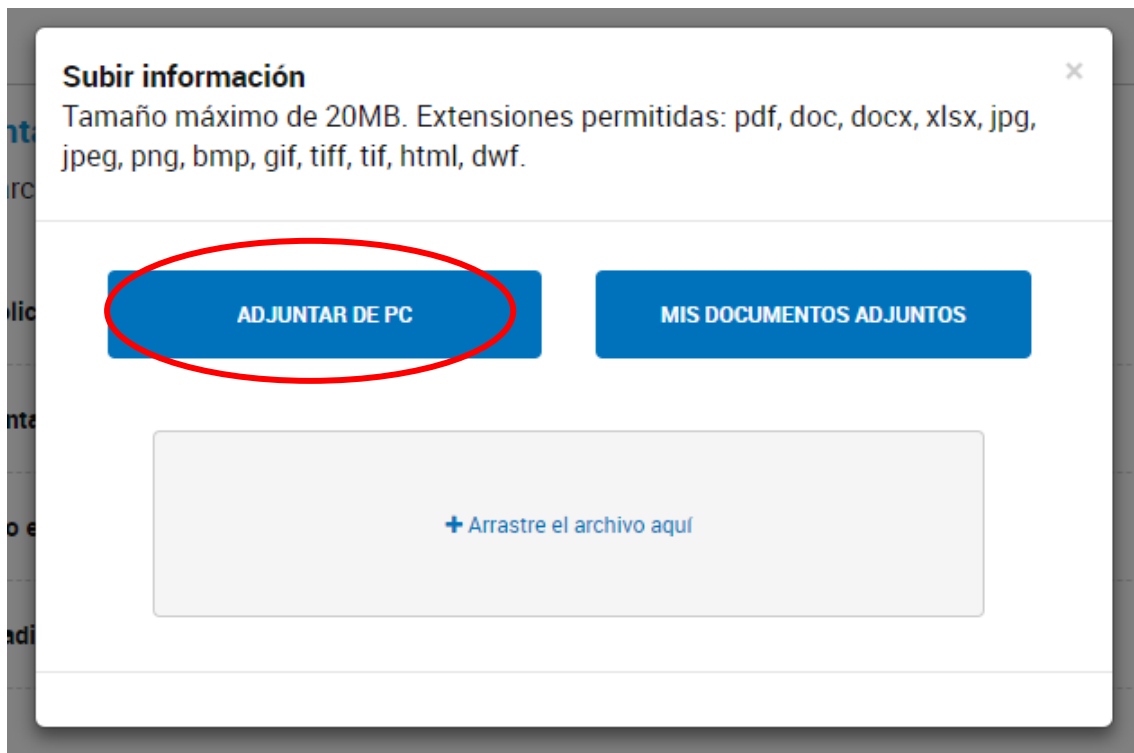 Subir información
×
Tamaño máximo de 20MB. Extensiones permitidas: pdf, doc, docx, xlsx, jpg,
jpeg, png, bmp, gif, tiff, tif, html, dwf.
ADJUNTAR DE PC
MIS DOCUMENTOS ADJUNTOS
+ Arrastre el archivo aquí